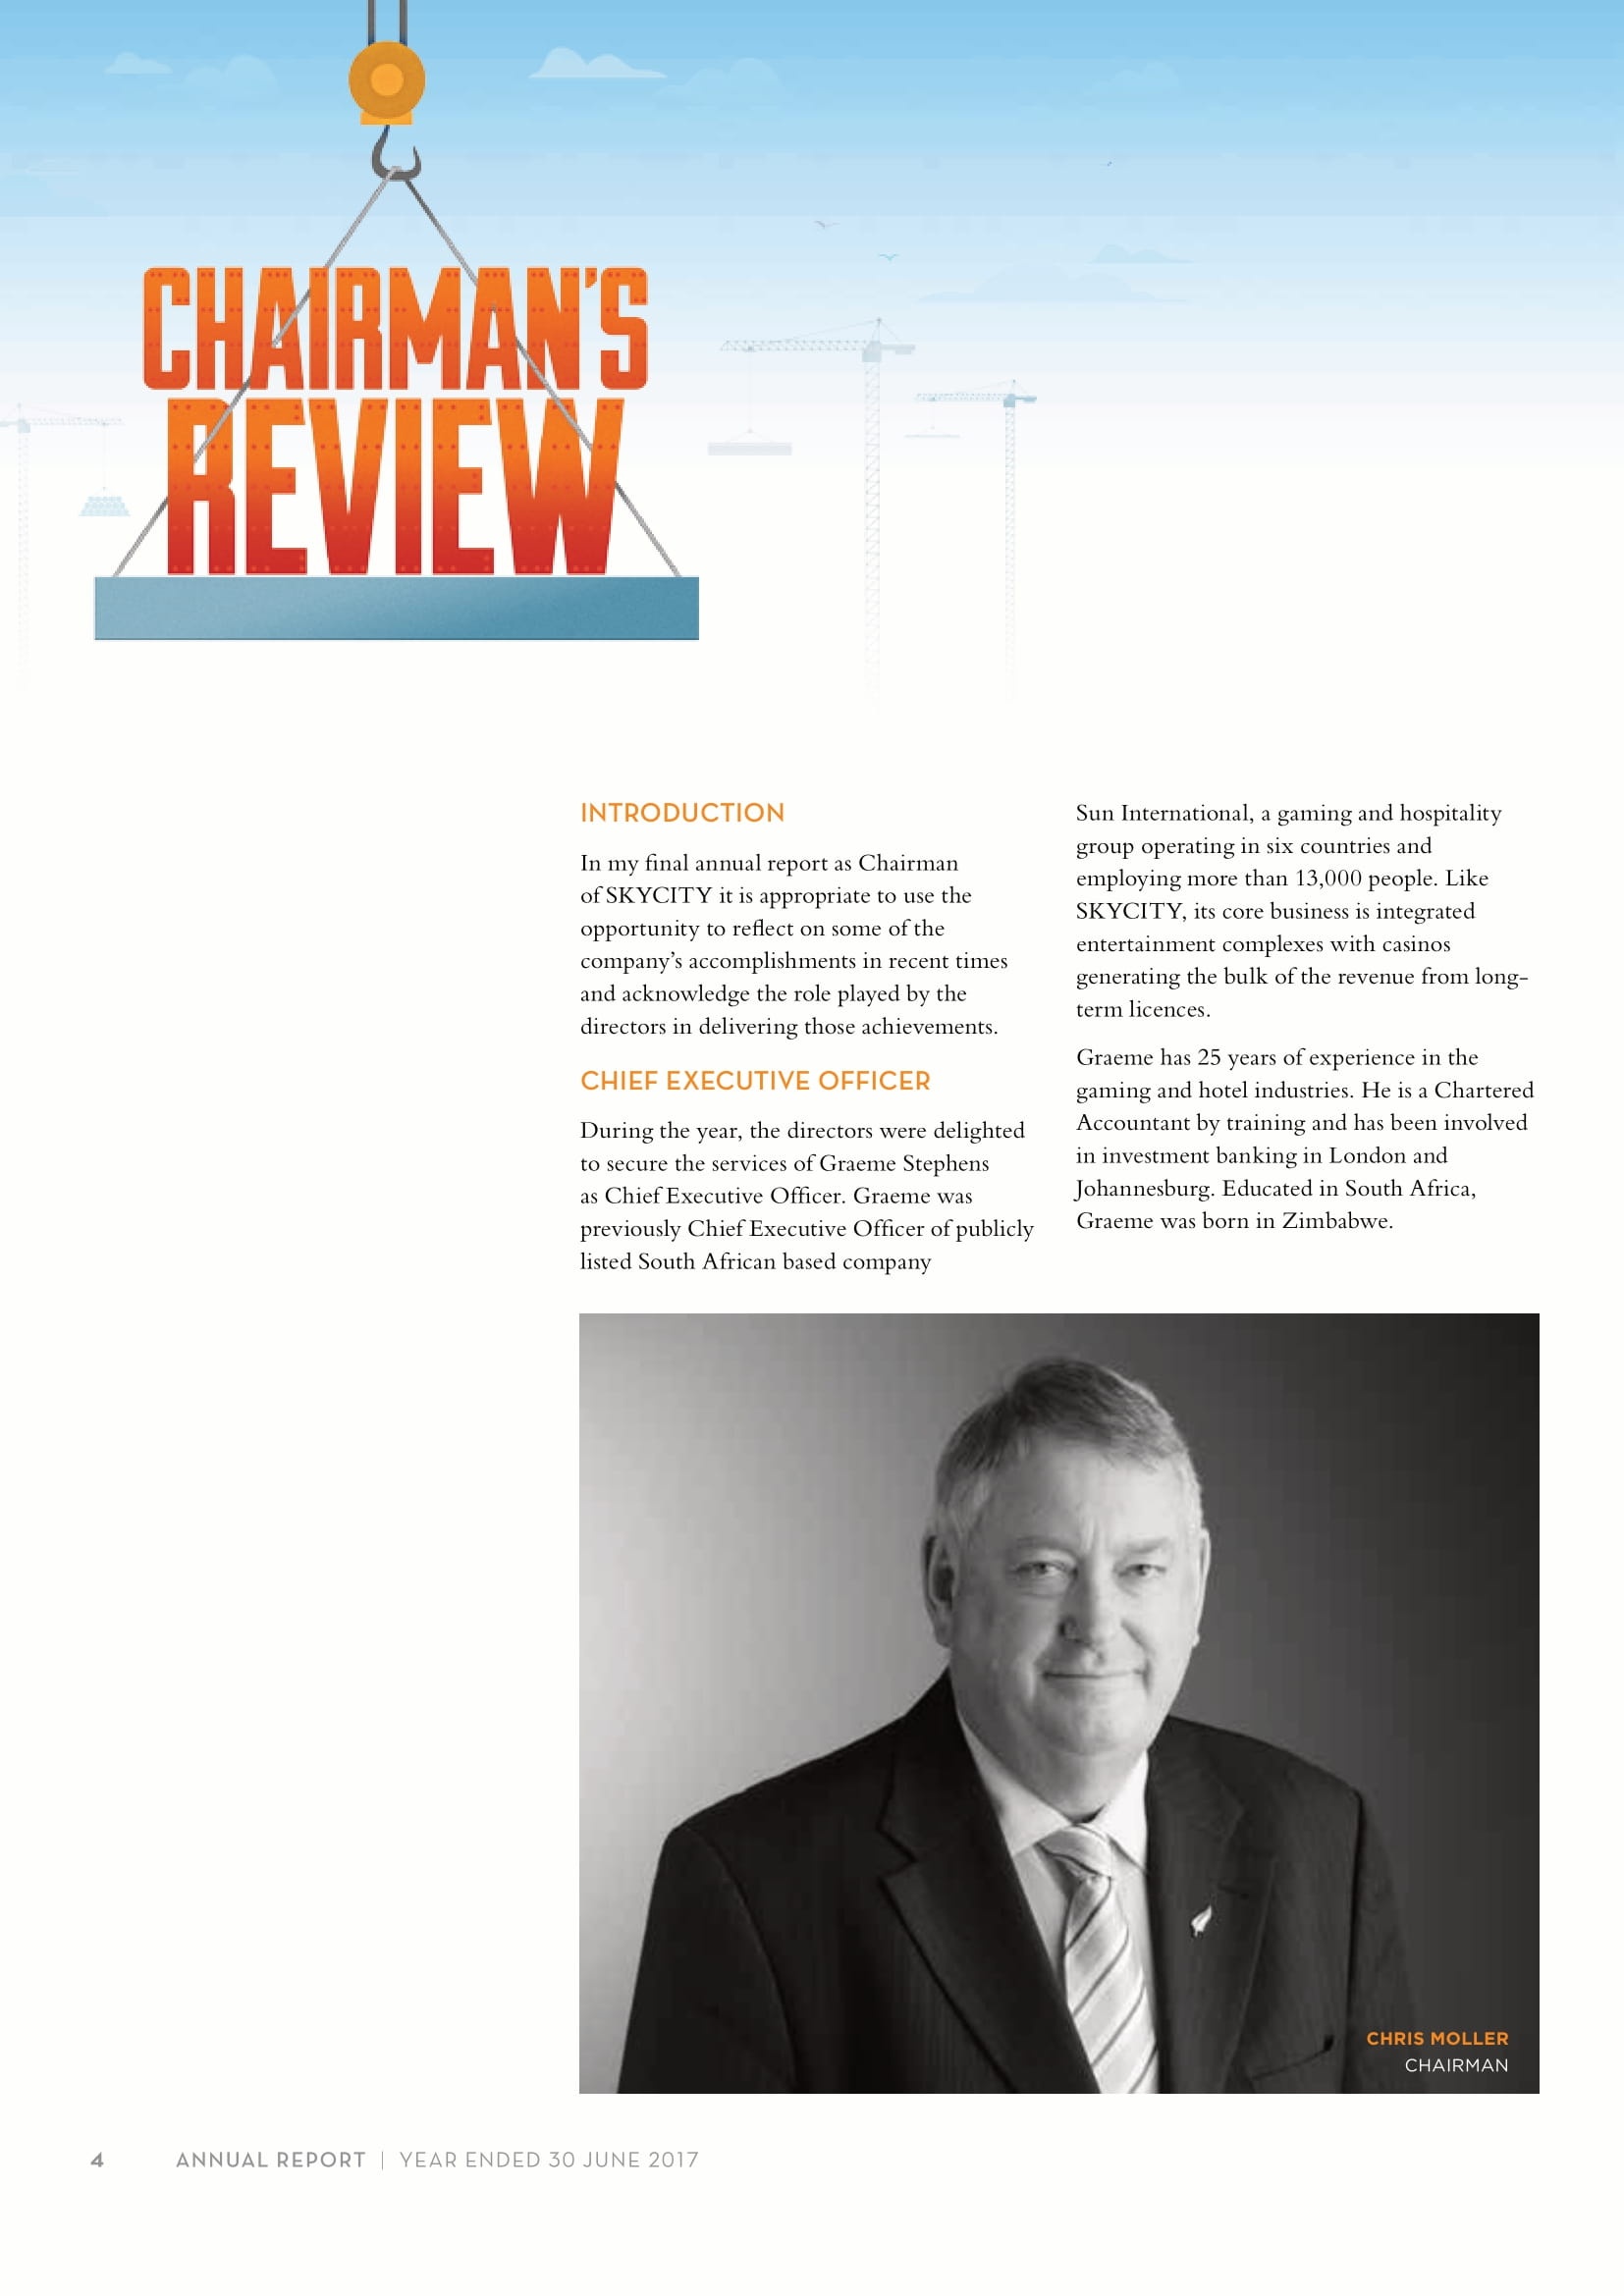 CHAIRMAN'S
REVIEW
INTRODUCTION
In my final annual report as Chairman
of SKYCITY it is appropriate to use the
opportunity to reflect on some of the
company's accomplishments in recent times
and acknowledge the role played by the
directors in delivering those achievements.
CHIEF EXECUTIVE OFFICER
During the year, the directors were delighted
to secure the services of Graeme Stephens
as Chief Executive Officer. Graeme was
previously Chief Executive Officer of publicly
listed South African based company
Sun International, a gaming and hospitality
group operating in six countries and
employing more than 13,000 people. Like
SKYCITY, its core business is integrated
entertainment complexes with casinos
generating the bulk of the revenue from long-
term licences.
Graeme has 25 years of experience in the
gaming and hotel industries. He is a Chartered
Accountant by training and has been involved
in investment banking in London and
Johannesburg. Educated in South Africa,
Graeme was born in Zimbabwe.
CHRIS MOLLER
CHAIRMAN
4 ANNUAL REPORT | YEAR ENDED 30 JUNE 2017